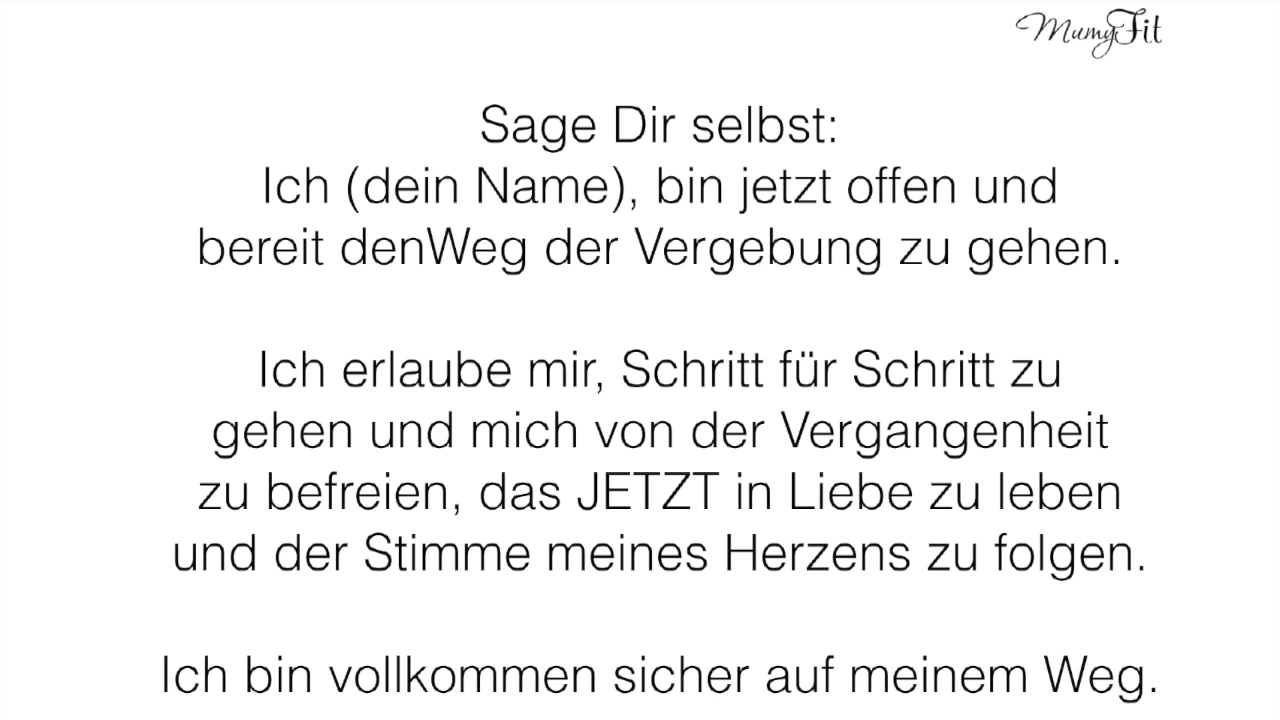 MumyFit
Sage Dir selbst:
Ich (dein Name), bin jetzt offen und
bereit denWeg der Vergebung zu gehen.
Ich erlaube mir, Schritt für Schritt zu
gehen und mich von der Vergangenheit
zu befreien, das JETZT in Liebe zu leben
und der Stimme meines Herzens zu folgen.
Ich bin vollkommen sicher auf meinem Weg.